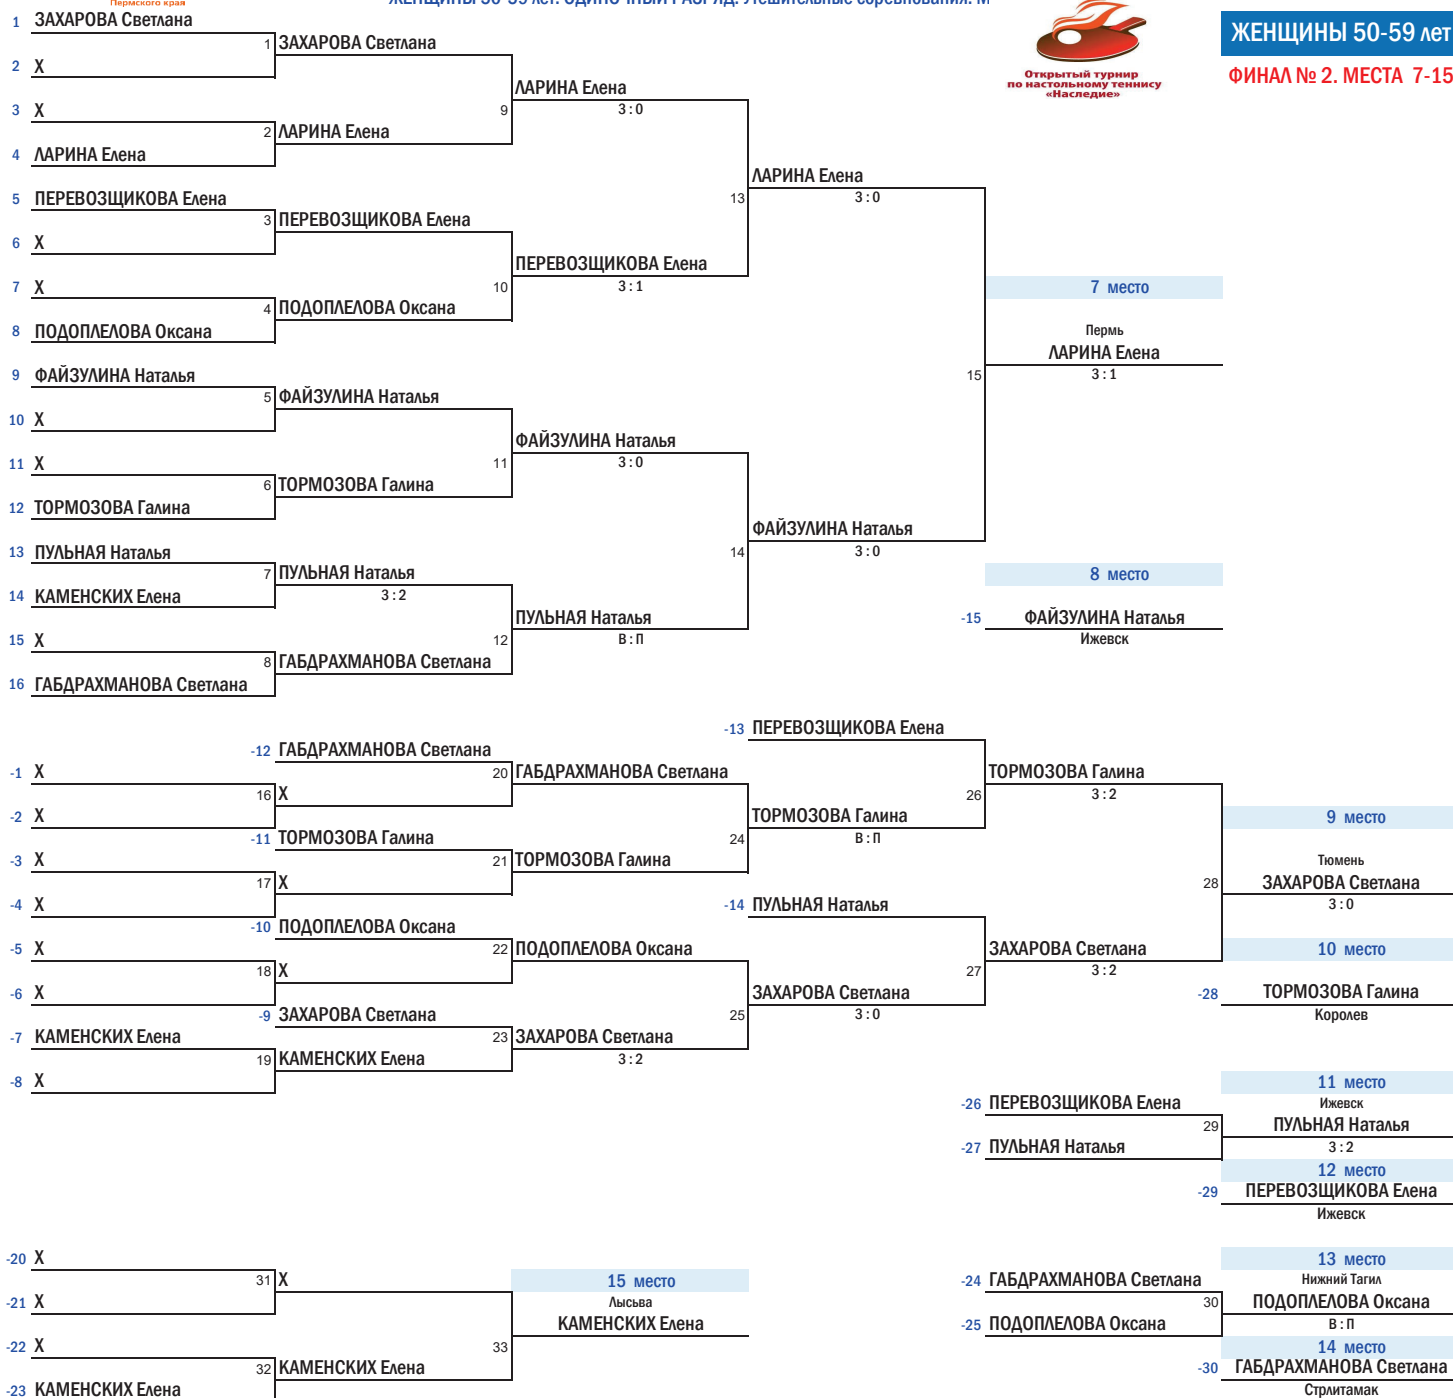 Пермского края
ЖЕНЩИНЫ 50-59 лет. ОДИНОЧНЫЙ РАЗРЯД. Утешительные соревнования. М
Открытый турнир
по настольному теннису
«Наследие»
ЖЕНЩИНЫ 50-59 лет
ФИНАЛ № 2. МЕСТА 7-15
1 ЗАХАРОВА Светлана
1 ЗАХАРОВА Светлана
2 X
ЛАРИНА Елена
9 3 : 0
3 X
2 ЛАРИНА Елена
4 ЛАРИНА Елена
ЛАРИНА Елена
13 3 : 0
5 ПЕРЕВОЗЩИКОВА Елена
3 ПЕРЕВОЗЩИКОВА Елена
6 X
ПЕРЕВОЗЩИКОВА Елена
10 3 : 1
7 X
4 ПОДОПЛЕЛОВА Оксана
8 ПОДОПЛЕЛОВА Оксана
7 место
Пермь
ЛАРИНА Елена
15 3 : 1
9 ФАЙЗУЛИНА Наталья
5 ФАЙЗУЛИНА Наталья
10 X
ФАЙЗУЛИНА Наталья
11 3 : 0
11 X
6 ТОРМОЗОВА Галина
12 ТОРМОЗОВА Галина
ФАЙЗУЛИНА Наталья
14 3 : 0
13 ПУЛЬНАЯ Наталья
7 ПУЛЬНАЯ Наталья
3 : 2
14 КАМЕНСКИХ Елена
ПУЛЬНАЯ Наталья
12 В : П
15 X
8 ГАБДРАХМАНОВА Светлана
16 ГАБДРАХМАНОВА Светлана
8 место
-15 ФАЙЗУЛИНА Наталья
Ижевск
-13 ПЕРЕВОЗЩИКОВА Елена
-12 ГАБДРАХМАНОВА Светлана
-1 X
20 ГАБДРАХМАНОВА Светлана
ТОРМОЗОВА Галина
26 3 : 2
16 X
-2 X
ТОРМОЗОВА Галина
24 В : П
-11 ТОРМОЗОВА Галина
-3 X
21 ТОРМОЗОВА Галина
17 X
-4 X
9 место
Тюмень
28 ЗАХАРОВА Светлана
3 : 0
-14 ПУЛЬНАЯ Наталья
-10 ПОДОПЛЕЛОВА Оксана
-5 X
22 ПОДОПЛЕЛОВА Оксана
ЗАХАРОВА Светлана
27 3 : 2
10 место
18 X
-6 X
ЗАХАРОВА Светлана
25 3 : 0
-28 ТОРМОЗОВА Галина
Королев
-9 ЗАХАРОВА Светлана
-7 КАМЕНСКИХ Елена
23 ЗАХАРОВА Светлана
3 : 2
19 КАМЕНСКИХ Елена
-8 X
11 место
Ижевск
-26 ПЕРЕВОЗЩИКОВА Елена
29 ПУЛЬНАЯ Наталья
3 : 2
-27 ПУЛЬНАЯ Наталья
12 место
-29 ПЕРЕВОЗЩИКОВА Елена
Ижевск
-20 X
31 X
-21 X
15 место
Лысьва
КАМЕНСКИХ Елена
33
-22 X
32 КАМЕНСКИХ Елена
-23 КАМЕНСКИХ Елена
13 место
Нижний Тагил
-24 ГАБДРАХМАНОВА Светлана
30 ПОДОПЛЕЛОВА Оксана
В : П
-25 ПОДОПЛЕЛОВА Оксана
14 место
-30 ГАБДРАХМАНОВА Светлана
Стрлитамак